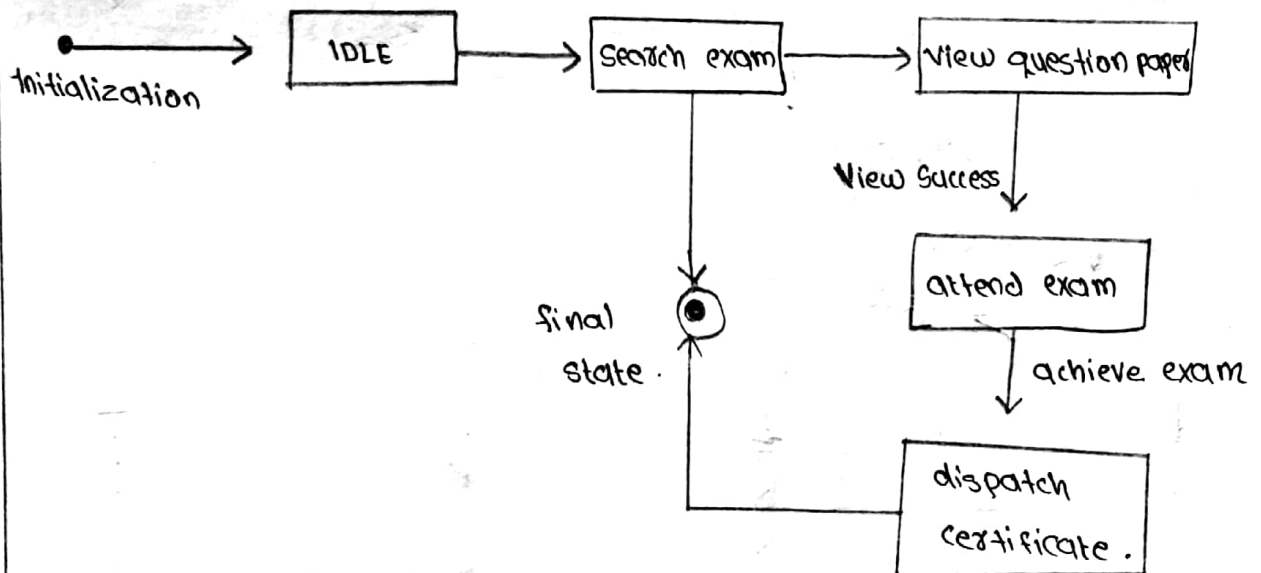 IDLE
Search exam
View question paper
Initialization
View Success
attend exam
final
state.
achieve exam
dispatch
certificate.